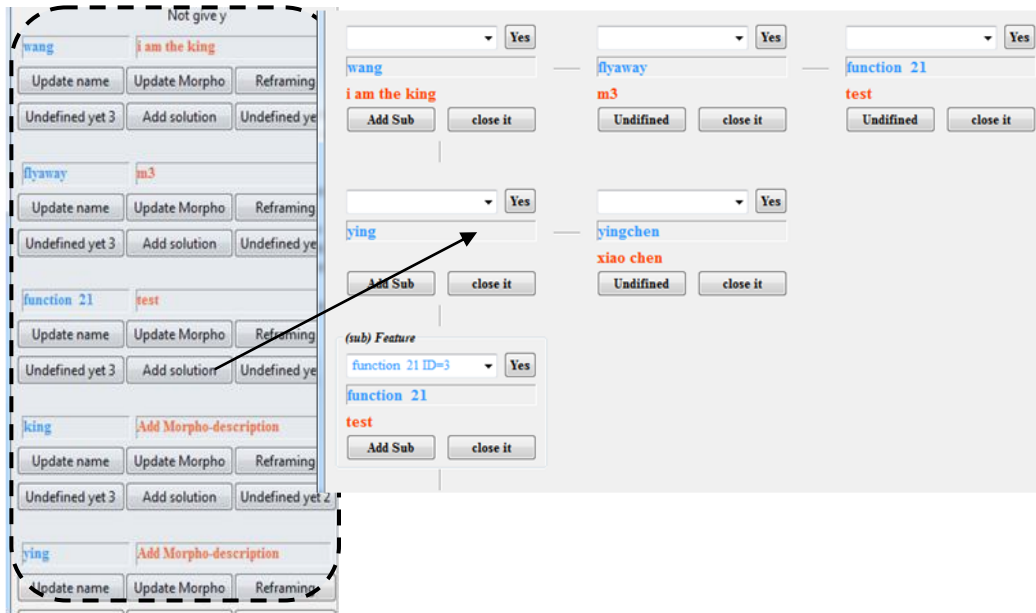 Not give y
wang i am the king
Update name Update Morpho Reframing
Undefined yet 3 Add solution Undefined ye
flyaway m3
Update name Update Morpho Reframing
Undefined yet 3 Add solution Undefined ye
function 21 test
Update name Update Morpho Reframing
Undefined yet 3 Add solution Undefined ye
king Add Morpho-description
Update name Update Morpho Reframing
Undefined yet 3 Add solution Undefined yet 2
ying Add Morpho-description
Update name Update Morpho Reframing
Yes Yes Yes
wang flyaway function 21
i am the king m3 test
Add Sub close it Undifined close it Undifined close it
Yes Yes
ying yingchen
xiao chen
Add Sub close it Undifined close it
(sub) Feature
function 21 ID=3 Yes
function 21
test
Add Sub close it